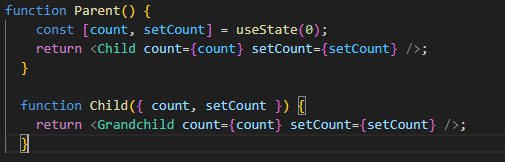 function Parent() {
const [count, setCount] = useState(0);
return <Child count={count} setCount={setCount} />;
}
function Child({ count, setCount }) {
return <Grandchild count={count} setCount={setCount} />;
}